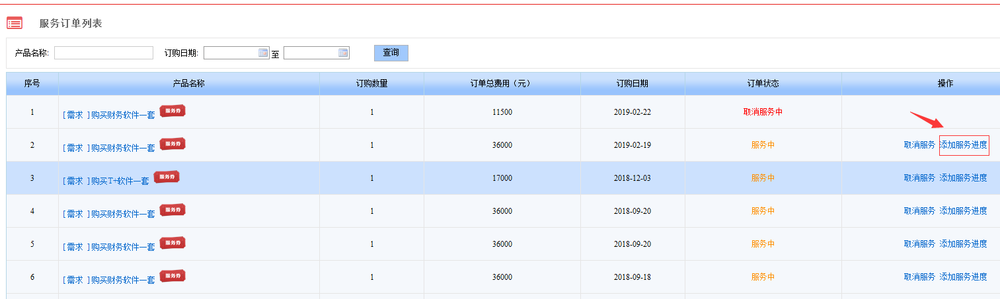 服务订单列表
产品名称: 订购日期: 至 查询
序号 产品名称 订购数量 订单总费用（元） 订购日期 订单状态 操作
1 [ 需求 ]购买财务软件一套 服务券 1 11500 2019-02-22 取消服务中
2 [ 需求 ]购买财务软件一套 服务券 1 36000 2019-02-19 服务中 取消服务 添加服务进度
3 [ 需求 ]购买T+软件一套 服务券 1 17000 2018-12-03 服务中 取消服务 添加服务进度
4 [ 需求 ]购买财务软件一套 服务券 1 36000 2018-09-20 服务中 取消服务 添加服务进度
5 [ 需求 ]购买财务软件一套 服务券 1 36000 2018-09-20 服务中 取消服务 添加服务进度
6 [ 需求 ]购买财务软件一套 服务券 1 36000 2018-09-18 服务中 取消服务 添加服务进度